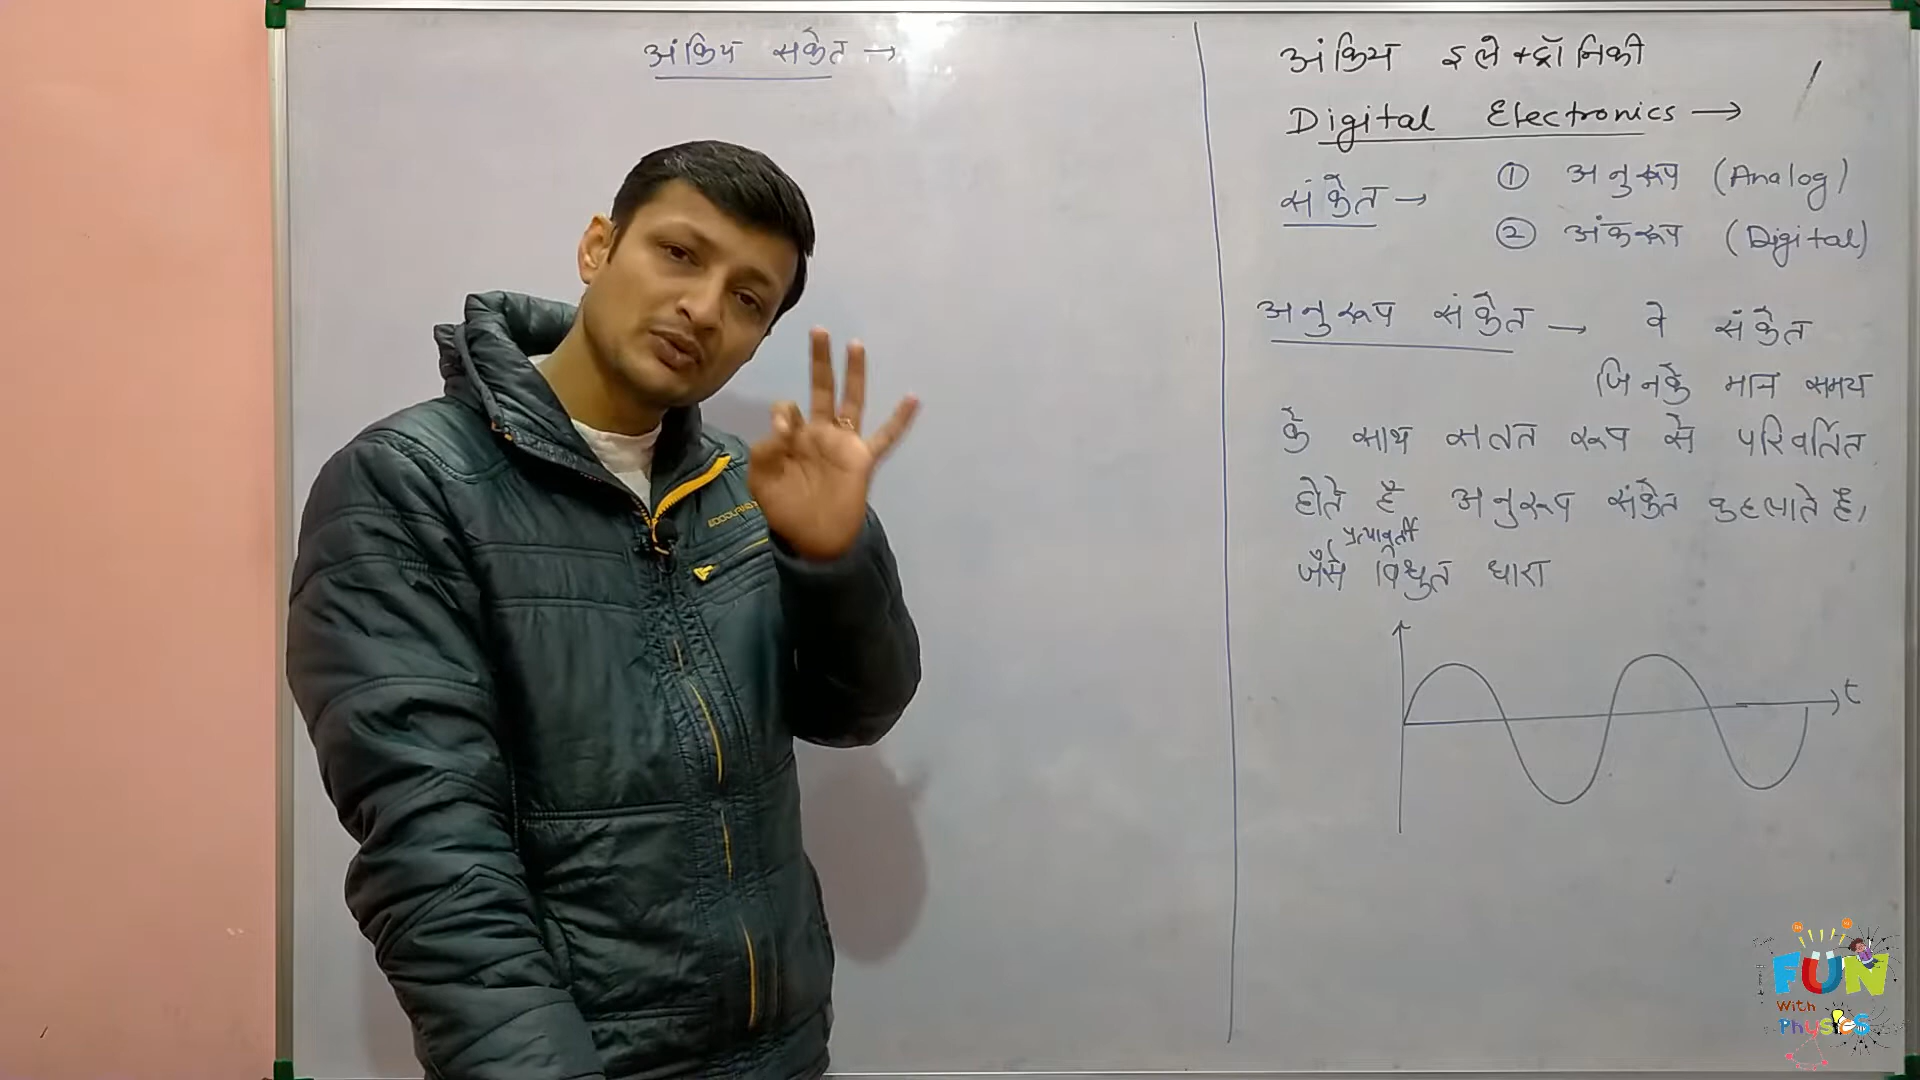 अंकिय संकेत →
अंकिय इलेक्ट्रॉनिकी
Digital Electronics →
संकेत → ① अनुरूप (Analog)
② अंकरूप (Digital)
अनुरूप संकेत → वे संकेत
जिनके मान समय
के साथ सतत रूप से परिवर्तित
होते है अनुरूप संकेत कहलाते है,
प्रत्यावर्ती
जैसे विधुत धारा
t
FUN
With
Physics